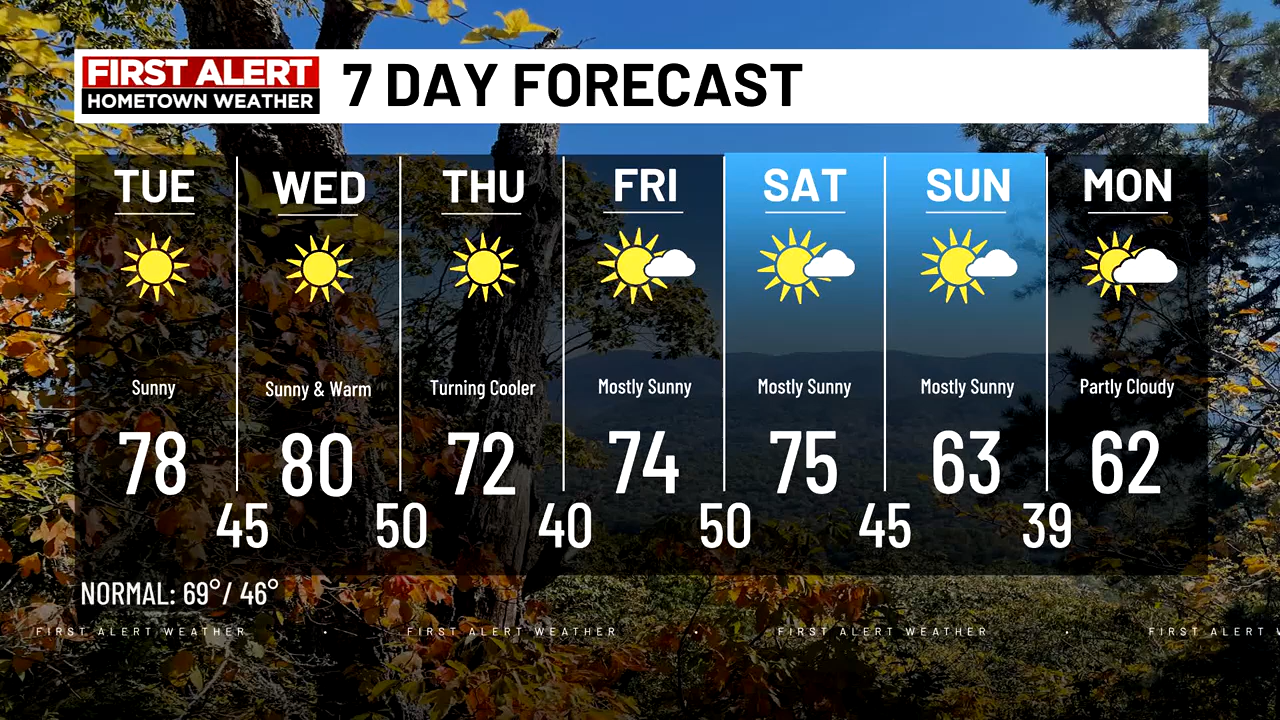 FIRST ALERT
HOMETOWN WEATHER
7 DAY FORECAST
TUE WED THU FRI SAT SUN MON
Sunny Sunny & Warm Turning Cooler Mostly Sunny Mostly Sunny Mostly Sunny Partly Cloudy
78 80 72 74 75 63 62
45 50 40 50 45 39
NORMAL: 69°/ 46°
FIRST ALERT WEATHER · FIRST ALERT WEATHER · FIRST ALERT WEATHER · FIRST ALERT